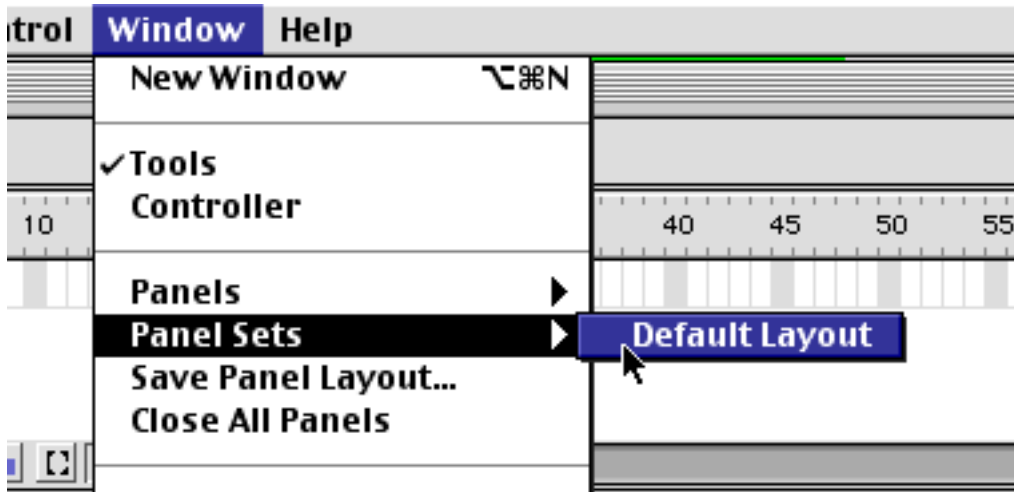 trol Window Help
New Window ⌥⌘N
✓Tools
Controller
10 40 45 50 55
Panels ▶
Panel Sets ▶ Default Layout
Save Panel Layout...
Close All Panels